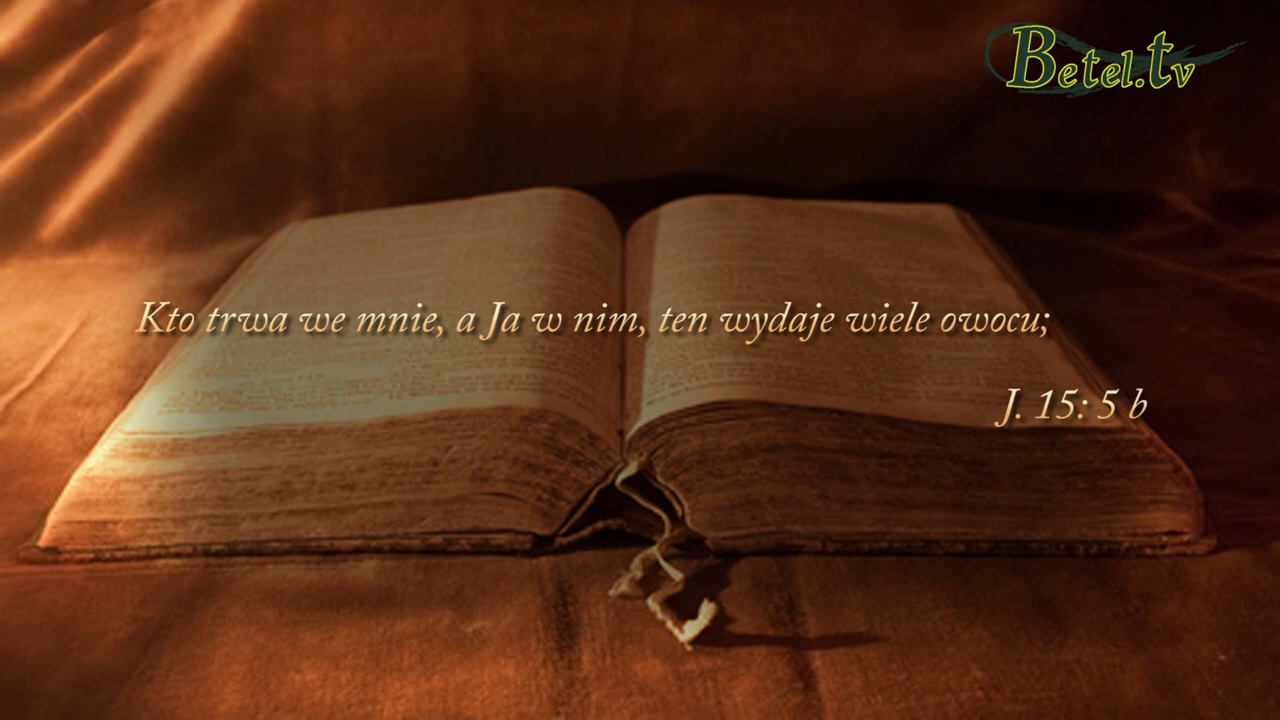 Betel.tv
Kto trwa we mnie, a Ja w nim, ten wydaje wiele owocu;
J. 15: 5 b